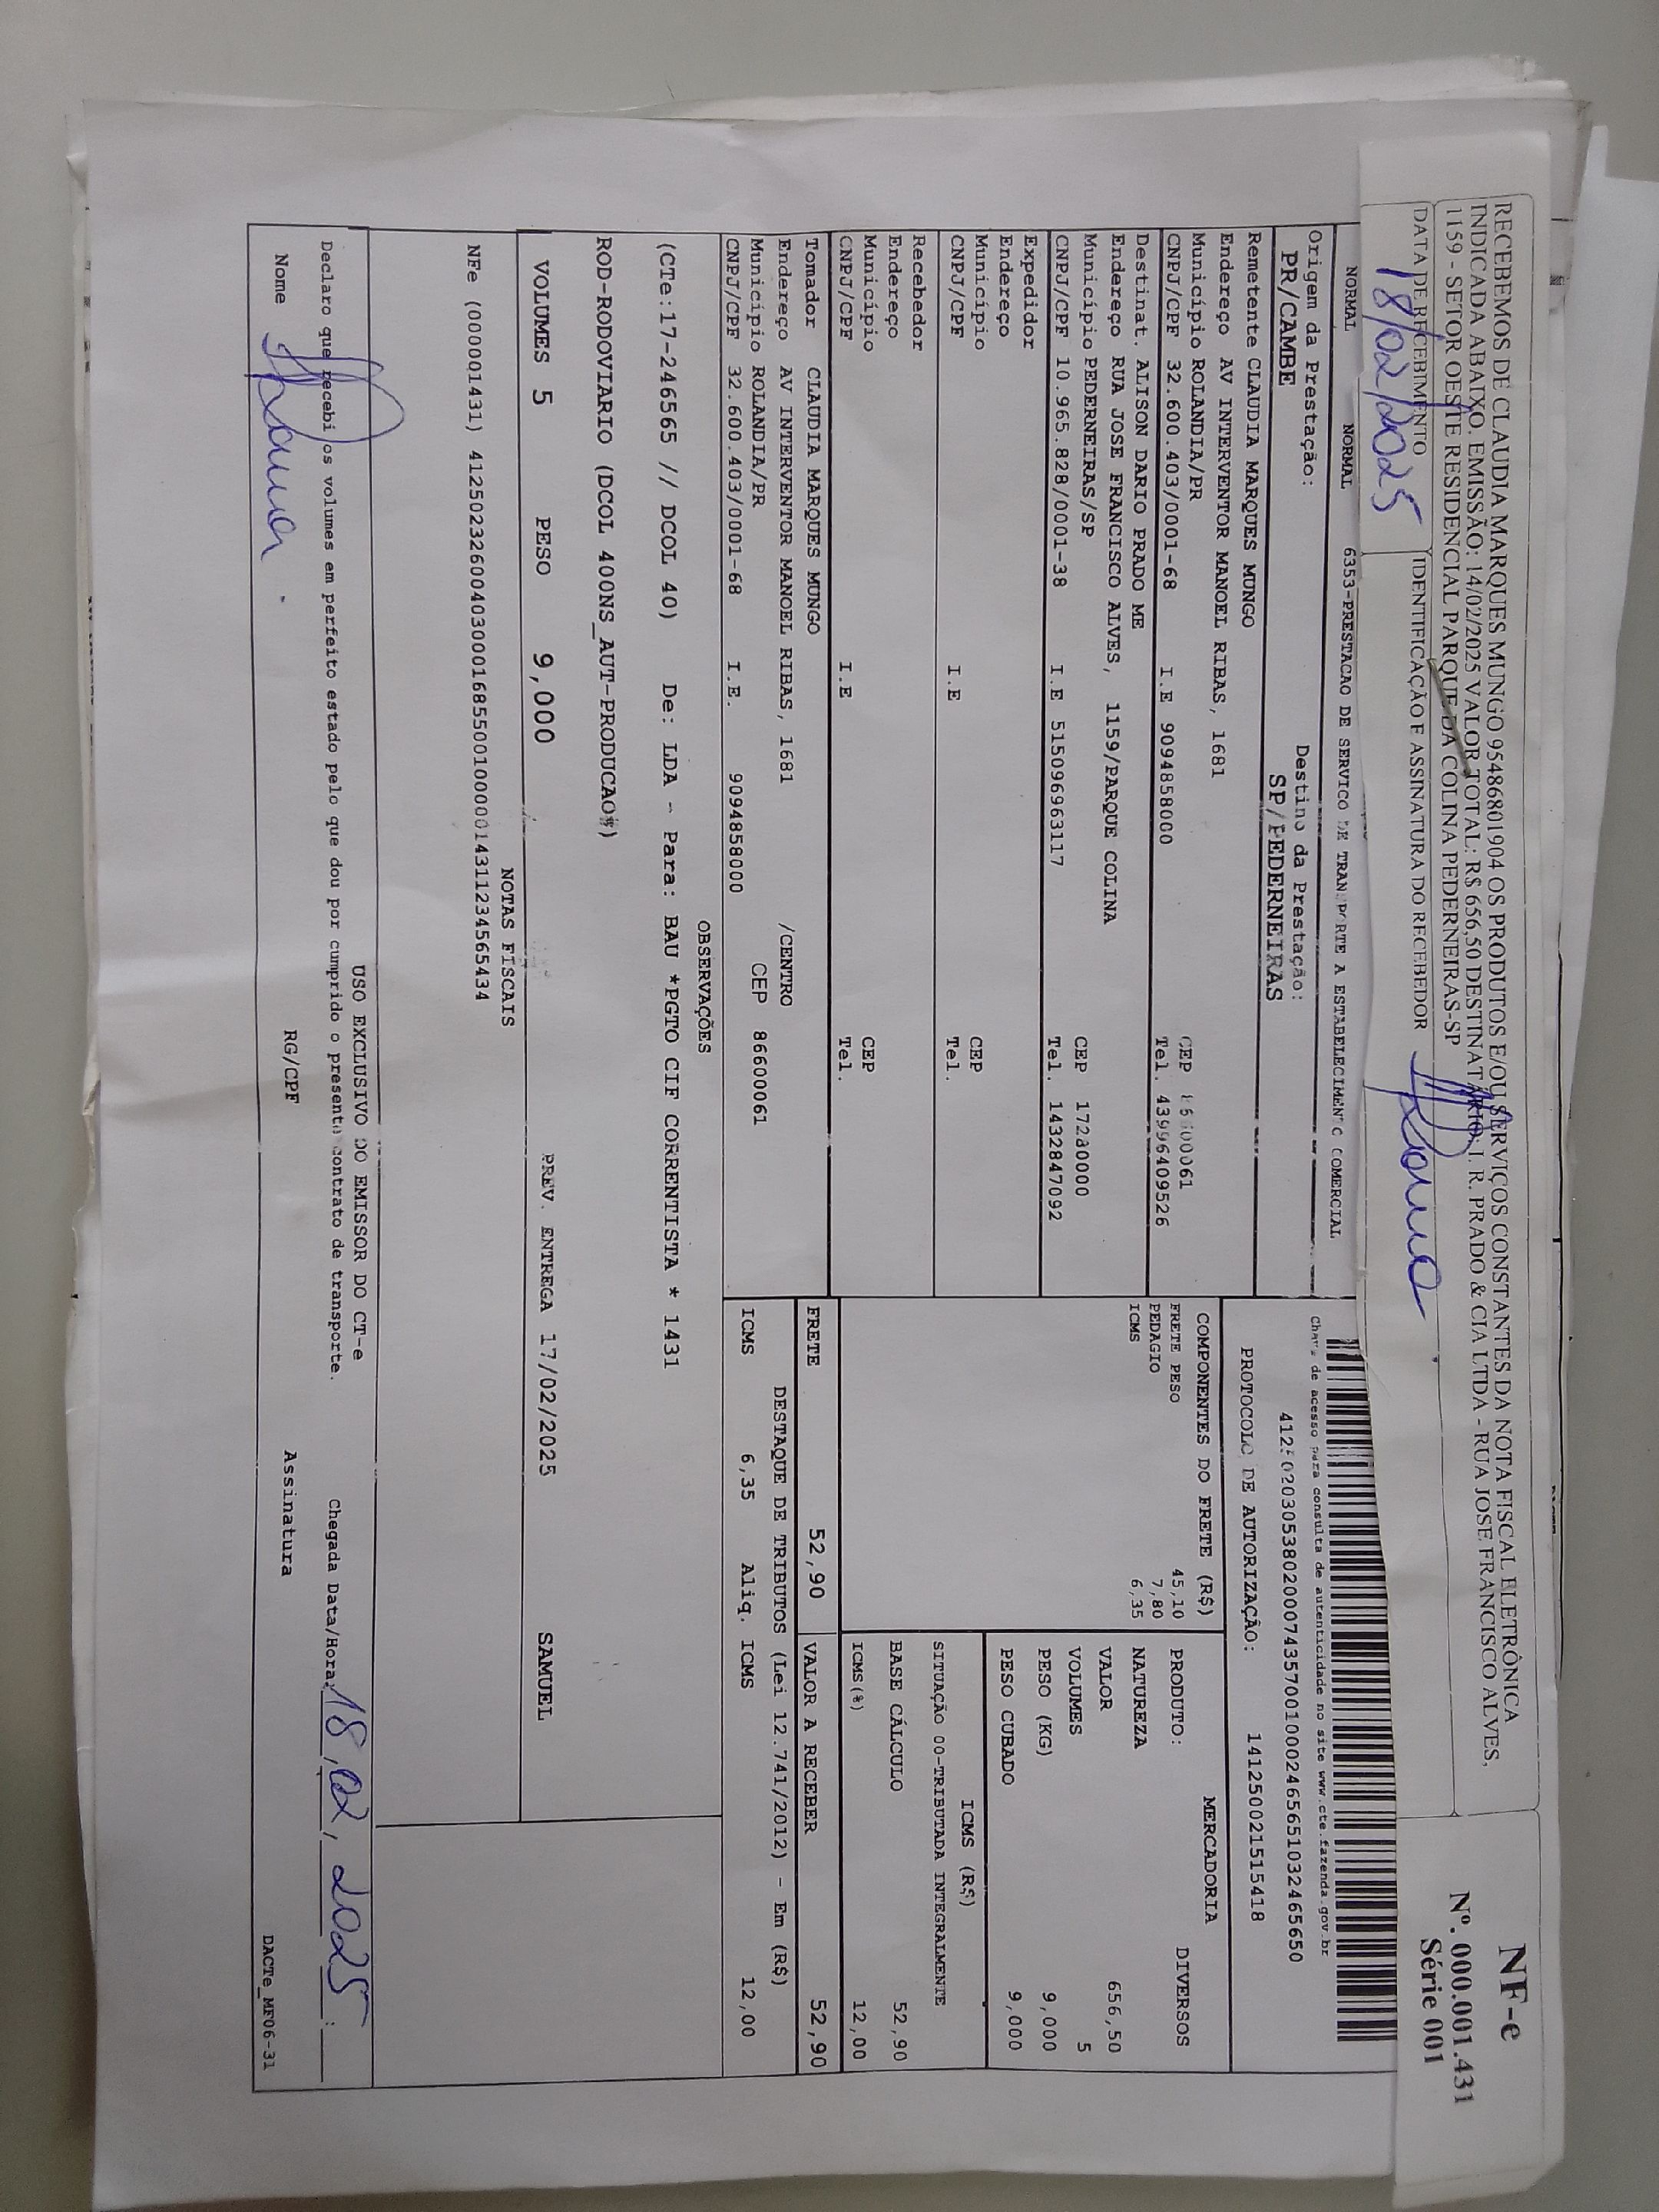 RECEBEMOS DE CLAUDIA MARQUES MUNGO 95486801904 OS PRODUTOS E/OU SERVIÇOS CONSTANTES DA NOTA FISCAL ELETRÔNICA
INDICADA ABAIXO. EMISSÃO: 14/02/2025 VALOR TOTAL: R$ 656,50 DESTINATÁRIO: I. R. PRADO & CIA LTDA - RUA JOSE FRANCISCO ALVES,
1159 - SETOR OESTE RESIDENCIAL PARQUE DA COLINA PEDERNEIRAS-SP
DATA DE RECEBIMENTO
IDENTIFICAÇÃO E ASSINATURA DO RECEBEDOR
18/02/2025
NF-e
Nº. 000.001.431
Série 001
NORMAL NORMAL 6353-PRESTACAO DE SERVICO DE TRANSPORTE A ESTABELECIMENTO COMERCIAL
Origem da Prestação:
PR/CAMBE
Destino da Prestação:
SP/PEDERNEIRAS
Remetente CLAUDIA MARQUES MUNGO
Endereço AV INTERVENTOR MANOEL RIBAS, 1681
Município ROLANDIA/PR CEP
CNPJ/CPF 32.600.403/0001-68 I.E 9094858000 Tel. 43996409526
Destinat. ALISON DARIO PRADO ME
Endereço RUA JOSE FRANCISCO ALVES, 1159/PARQUE COLINA
Município PEDERNEIRAS/SP CEP 17280000
CNPJ/CPF 10.965.828/0001-38 I.E 515096963117 Tel. 1432847092
Expedidor
Endereço
Município CEP
CNPJ/CPF I.E Tel.
Recebedor
Endereço
Município CEP
CNPJ/CPF I.E Tel.
Tomador CLAUDIA MARQUES MUNGO
Endereço AV INTERVENTOR MANOEL RIBAS, 1681 /CENTRO
Município ROLANDIA/PR CEP 86600061
CNPJ/CPF 32.600.403/0001-68 I.E. 9094858000
Chave de acesso para consulta de autenticidade no site www.cte.fazenda.gov.br
41250203053802000743570010002465651032465650
PROTOCOLO DE AUTORIZAÇÃO: 141250021515418
COMPONENTES DO FRETE (R$)
FRETE PESO 45,10
PEDAGIO 7,80
ICMS 6,35
MERCADORIA
PRODUTO: DIVERSOS
NATUREZA
VALOR 656,50
VOLUMES 5
PESO (KG) 9,000
PESO CUBADO 9,000
ICMS (R$)
SITUAÇÃO 00-TRIBUTADA INTEGRALMENTE
BASE CÁLCULO 52,90
ICMS(%) 12,00
FRETE 52,90
VALOR A RECEBER 52,90
DESTAQUE DE TRIBUTOS (Lei 12.741/2012) - Em (R$)
ICMS 6,35 Aliq. ICMS 12,00
OBSERVAÇÕES
(CTe:17-246565 // DCOL 40) De: LDA - Para: BAU *PGTO CIF CORRENTISTA * 1431
ROD-RODOVIARIO (DCOL 400NS_AUT-PRODUCAO#)
VOLUMES 5 PESO 9,000 PREV. ENTREGA 17/02/2025 SAMUEL
NOTAS FISCAIS
NFe (000001431) 41250232600403000168550010000014311234565434
USO EXCLUSIVO DO EMISSOR DO CT-e
Declaro que recebi os volumes em perfeito estado pelo que dou por cumprido o presente contrato de transporte. Chegada Data/Hora: 18/02/2025 :
Nome RG/CPF Assinatura
DACTe_MF06-31